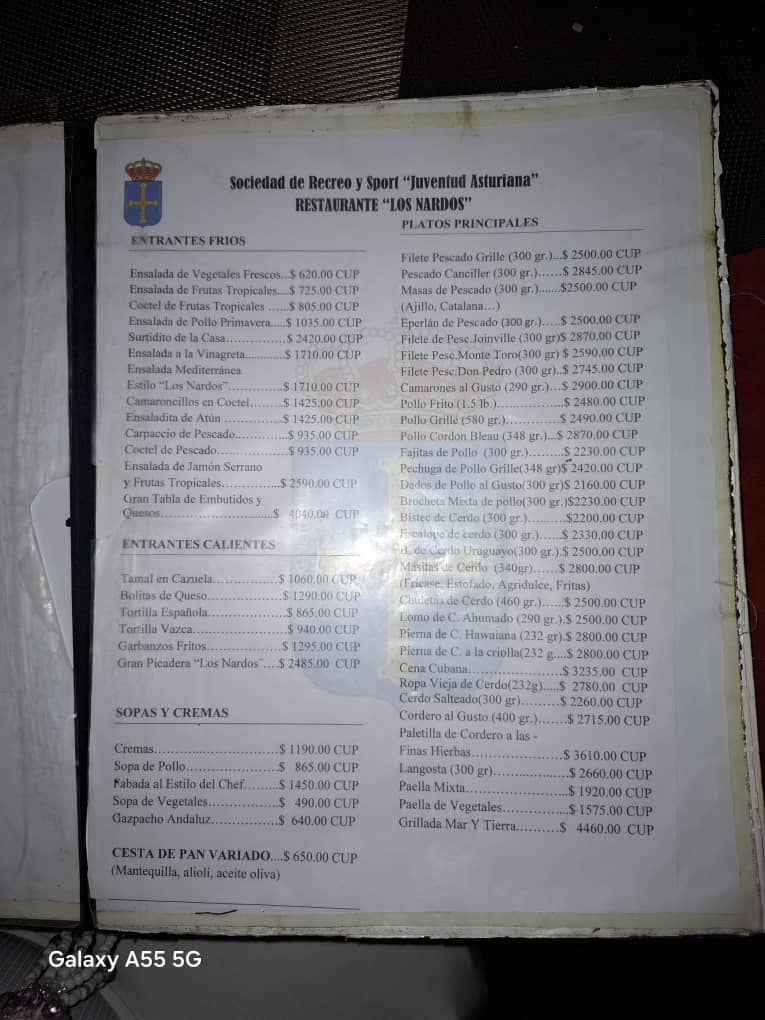 Sociedad de Recreo y Sport “Juventud Asturiana”
RESTAURANTE “LOS NARDOS”
ENTRANTES FRIOS
Ensalada de Vegetales Frescos...$ 620.00 CUP
Ensalada de Frutas Tropicales....$ 725.00 CUP
Coctel de Frutas Tropicales ......$ 805.00 CUP
Ensalada de Pollo Primavera.....$ 1035.00 CUP
Surtidito de la Casa..................$ 2420.00 CUP
Ensalada a la Vinagreta............$ 1710.00 CUP
Ensalada Mediterránea
Estilo “Los Nardos”................$ 1710.00 CUP
Camaroncillos en Coctel.........$ 1425.00 CUP
Ensaladita de Atún ................$ 1425.00 CUP
Carpaccio de Pescado..............$ 935.00 CUP
Coctel de Pescado...................$ 935.00 CUP
Ensalada de Jamón Serrano
y Frutas Tropicales................$ 2590.00 CUP
Gran Tabla de Embutidos y
Quesos..............................$ 4040.00 CUP
ENTRANTES CALIENTES
Tamal en Cazuela..................$ 1060.00 CUP
Bolitas de Queso...................$ 1290.00 CUP
Tortilla Española...................$ 865.00 CUP
Tortilla Vazca.......................$ 940.00 CUP
Garbanzos Fritos...................$ 1295.00 CUP
Gran Picadera “Los Nardos”....$ 2485.00 CUP
SOPAS Y CREMAS
Cremas..............................$ 1190.00 CUP
Sopa de Pollo......................$ 865.00 CUP
Fabada al Estilo del Chef........$ 1450.00 CUP
Sopa de Vegetales.................$ 490.00 CUP
Gazpacho Andaluz................$ 640.00 CUP
CESTA DE PAN VARIADO....$ 650.00 CUP
(Mantequilla, alioli, aceite oliva)
PLATOS PRINCIPALES
Filete Pescado Grille (300 gr.)...$ 2500.00 CUP
Pescado Canciller (300 gr.)......$ 2845.00 CUP
Masas de Pescado (300 gr.).......$2500.00 CUP
(Ajillo, Catalana…)
Eperlán de Pescado (300 gr.).....$ 2500.00 CUP
Filete de Pesc.Joinville (300 gr)$ 2870.00 CUP
Filete Pesc.Monte Toro(300 gr)$ 2590.00 CUP
Filete Pesc.Don Pedro (300 gr)..$ 2745.00 CUP
Camarones al Gusto (290 gr.)...$ 2900.00 CUP
Pollo Frito (1.5 lb.)..................$ 2480.00 CUP
Pollo Grillé (580 gr.)...............$ 2490.00 CUP
Pollo Cordon Bleau (348 gr.)...$ 2870.00 CUP
Fajitas de Pollo (300 gr.).........$ 2230.00 CUP
Pechuga de Pollo Grille(348 gr)$ 2420.00 CUP
Dados de Pollo al Gusto(300 gr)$ 2160.00 CUP
Brocheta Mixta de pollo(300 gr.)$2230.00 CUP
Bistec de Cerdo (300 gr.).........$2200.00 CUP
Escalope de cerdo (300 gr.)......$ 2330.00 CUP
B. de Cerdo Uruguayo(300 gr.).$ 2500.00 CUP
Masitas de Cerdo (340gr)........$ 2800.00 CUP
(Fricase, Estofado, Agridulce, Fritas)
Chuletas de Cerdo (460 gr.).....$ 2500.00 CUP
Lomo de C. Ahumado (290 gr.).$ 2500.00 CUP
Pierna de C. Hawaiana (232 gr).$ 2800.00 CUP
Pierna de C. a la criolla(232 g....$ 2800.00 CUP
Cena Cubana........................$ 3235.00 CUP
Ropa Vieja de Cerdo(232g).....$ 2780.00 CUP
Cerdo Salteado(300 gr)...........$ 2260.00 CUP
Cordero al Gusto (400 gr.).......$ 2715.00 CUP
Paletilla de Cordero a las -
Finas Hierbas.......................$ 3610.00 CUP
Langosta (300 gr)..................$ 2660.00 CUP
Paella Mixta.........................$ 1920.00 CUP
Paella de Vegetales................$ 1575.00 CUP
Grillada Mar Y Tierra.........$ 4460.00 CUP
Galaxy A55 5G